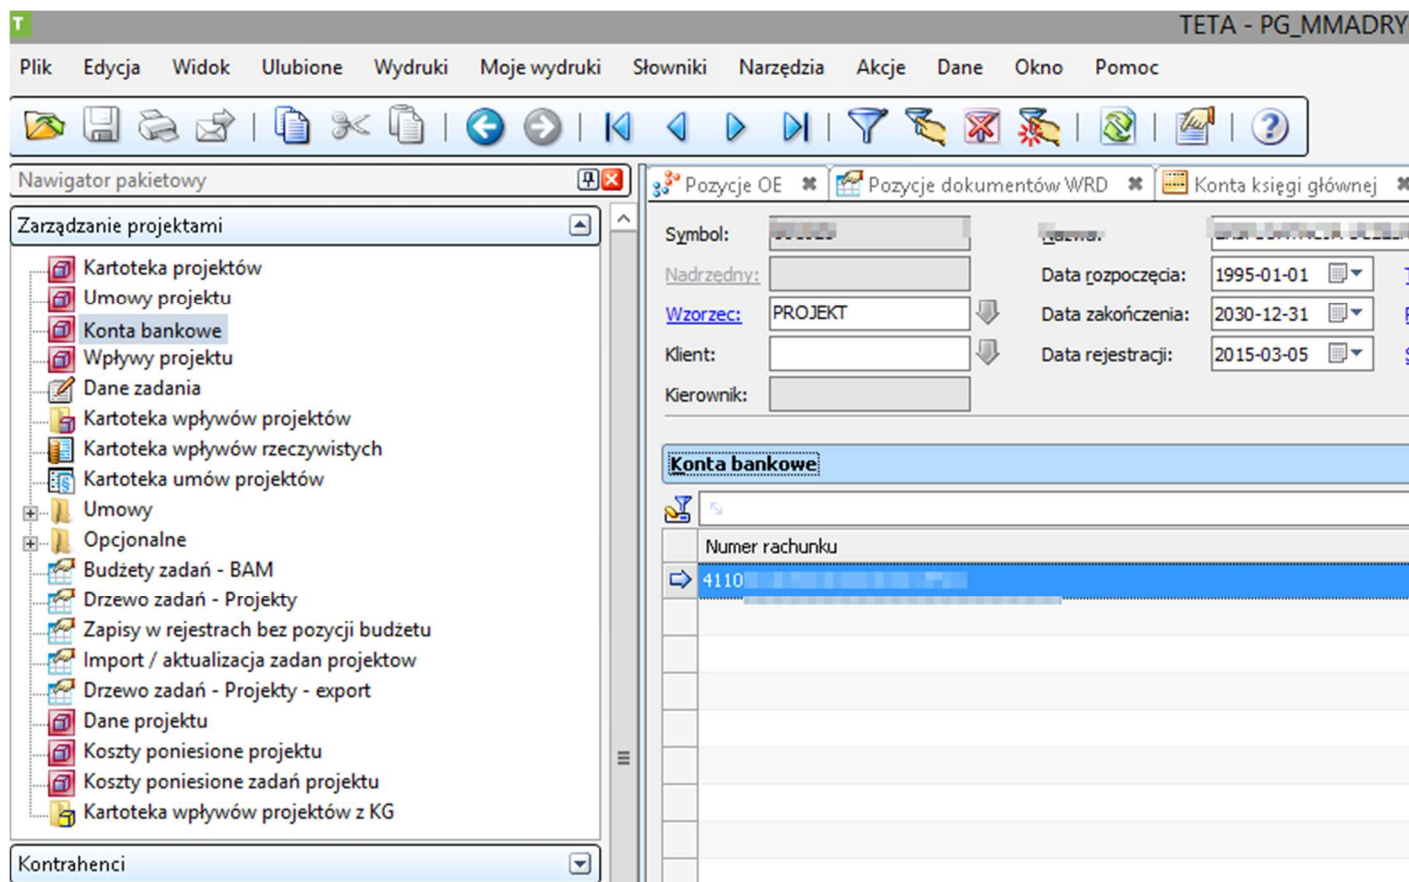 T
TETA - PG_MMADRY
Plik Edycja Widok Ulubione Wydruki Moje wydruki Słowniki Narzędzia Akcje Dane Okno Pomoc
Nawigator pakietowy
Zarządzanie projektami
Kartoteka projektów
Umowy projektu
Konta bankowe
Wpływy projektu
Dane zadania
Kartoteka wpływów projektów
Kartoteka wpływów rzeczywistych
Kartoteka umów projektów
Umowy
Opcjonalne
Budżety zadań - BAM
Drzewo zadań - Projekty
Zapisy w rejestrach bez pozycji budżetu
Import / aktualizacja zadan projektow
Drzewo zadań - Projekty - export
Dane projektu
Koszty poniesione projektu
Koszty poniesione zadań projektu
Kartoteka wpływów projektów z KG
Kontrahenci
Pozycje OE Pozycje dokumentów WRD Konta księgi głównej
Symbol:
Nadrzędny: Data rozpoczęcia: 1995-01-01
Wzorzec: PROJEKT Data zakończenia: 2030-12-31
Klient: Data rejestracji: 2015-03-05
Kierownik:
Konta bankowe
Numer rachunku
4110